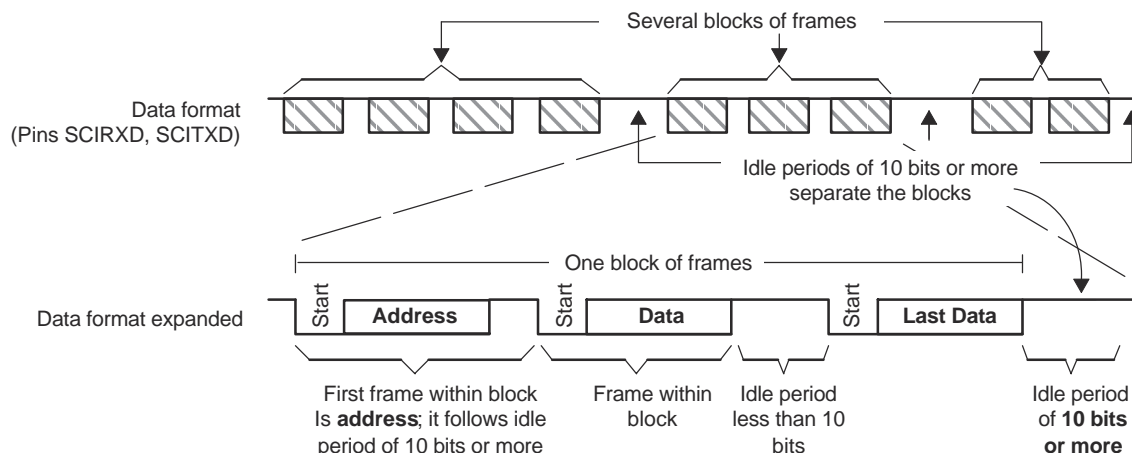 Several blocks of frames
Data format
(Pins SCIRXD, SCITXD)
Idle periods of 10 bits or more
separate the blocks
One block of frames
Data format expanded
Start
Address
Start
Data
Start
Last Data
First frame within block
Is address; it follows idle
period of 10 bits or more
Frame within
block
Idle period
less than 10
bits
Idle period
of 10 bits
or more